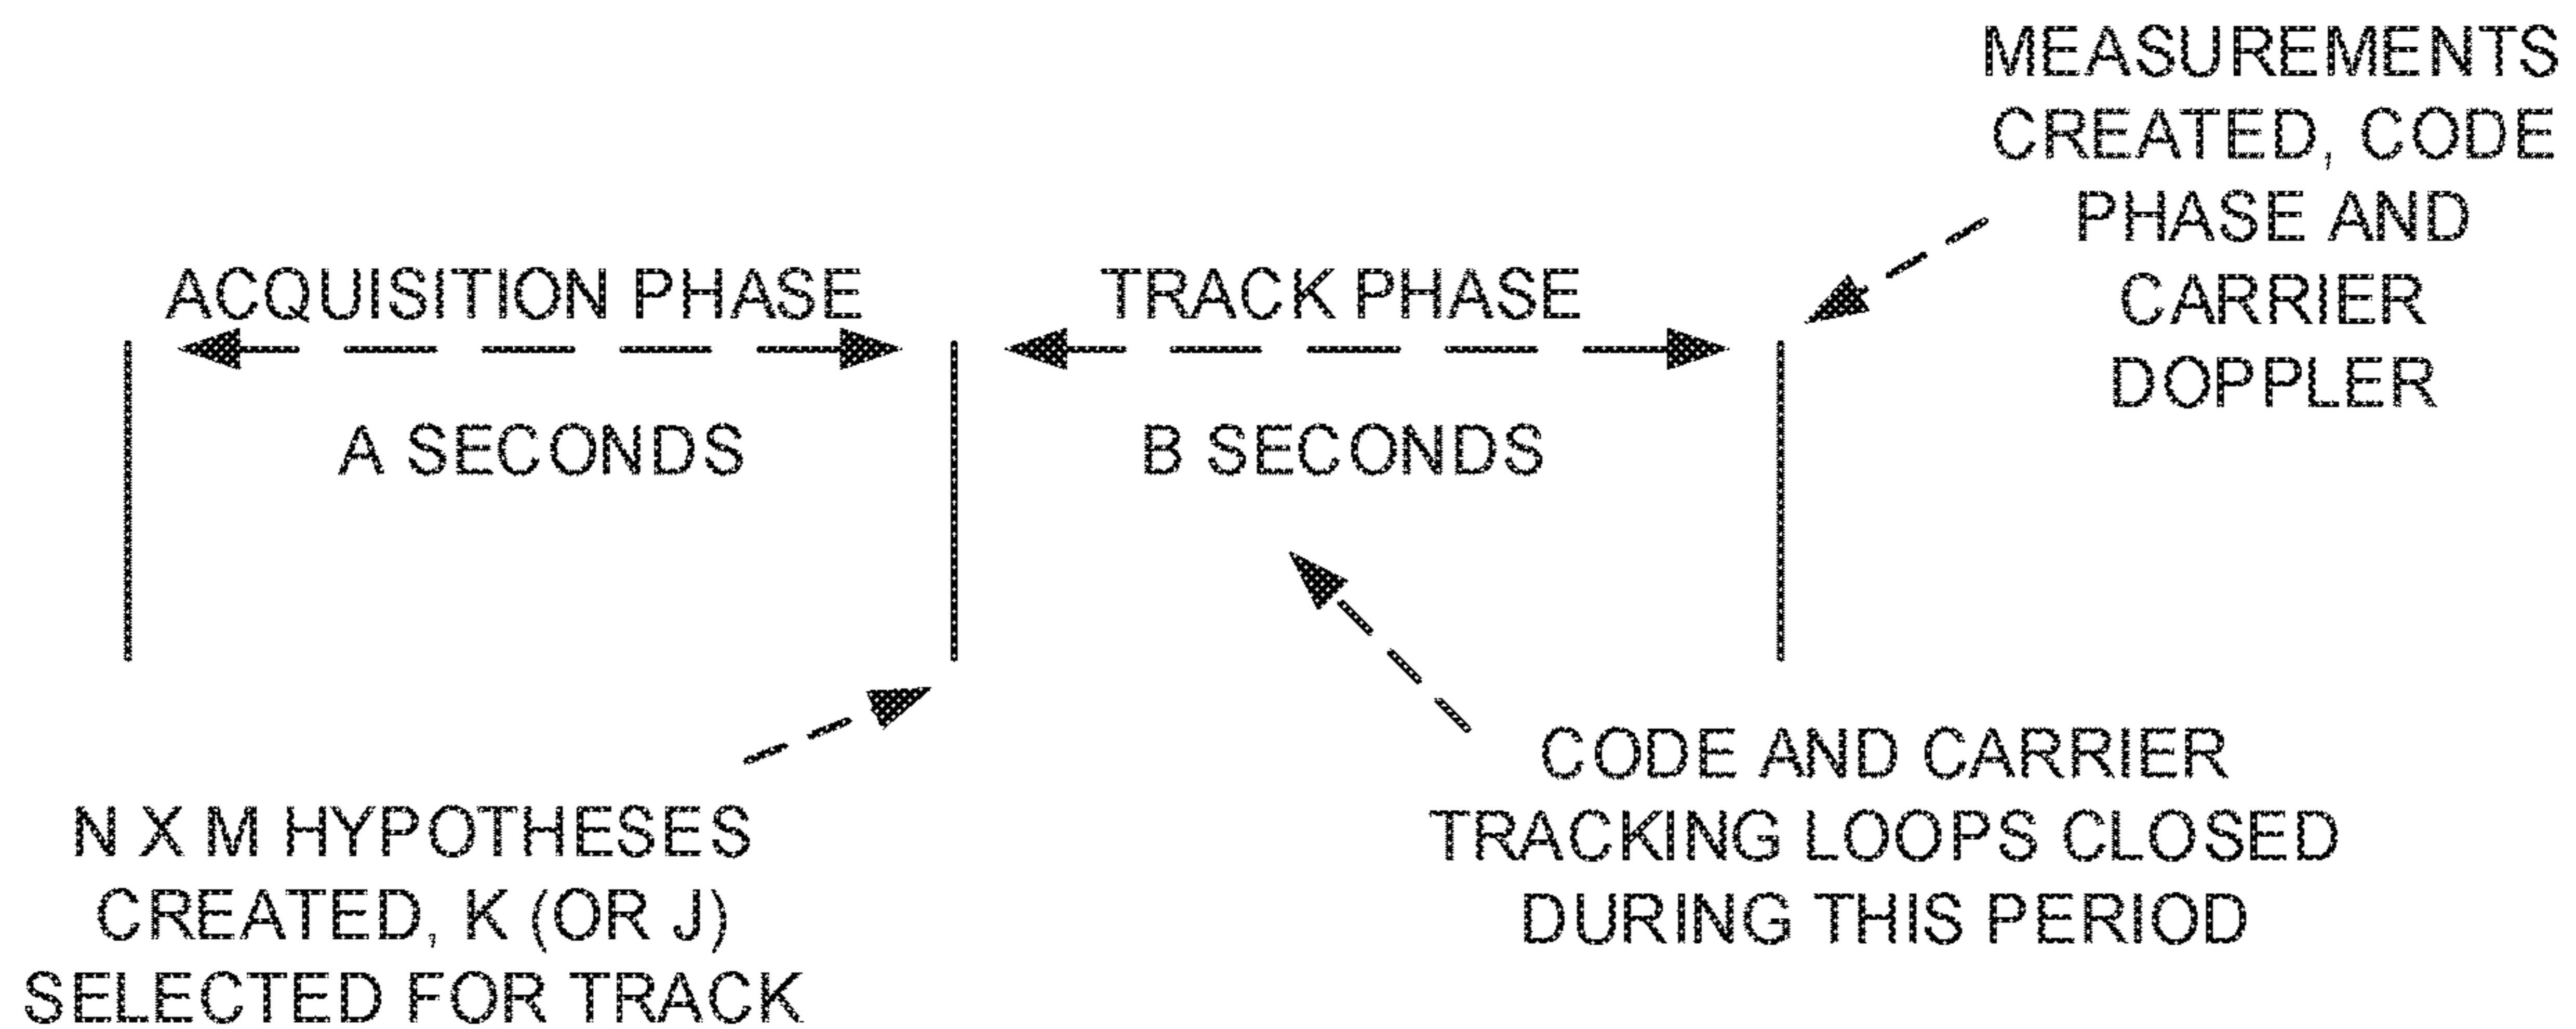 MEASUREMENTS
CREATED, CODE
PHASE AND
CARRIER
DOPPLER
ACQUISITION PHASE
TRACK PHASE
A SECONDS
B SECONDS
N X M HYPOTHESES
CREATED, K (OR J)
SELECTED FOR TRACK
CODE AND CARRIER
TRACKING LOOPS CLOSED
DURING THIS PERIOD